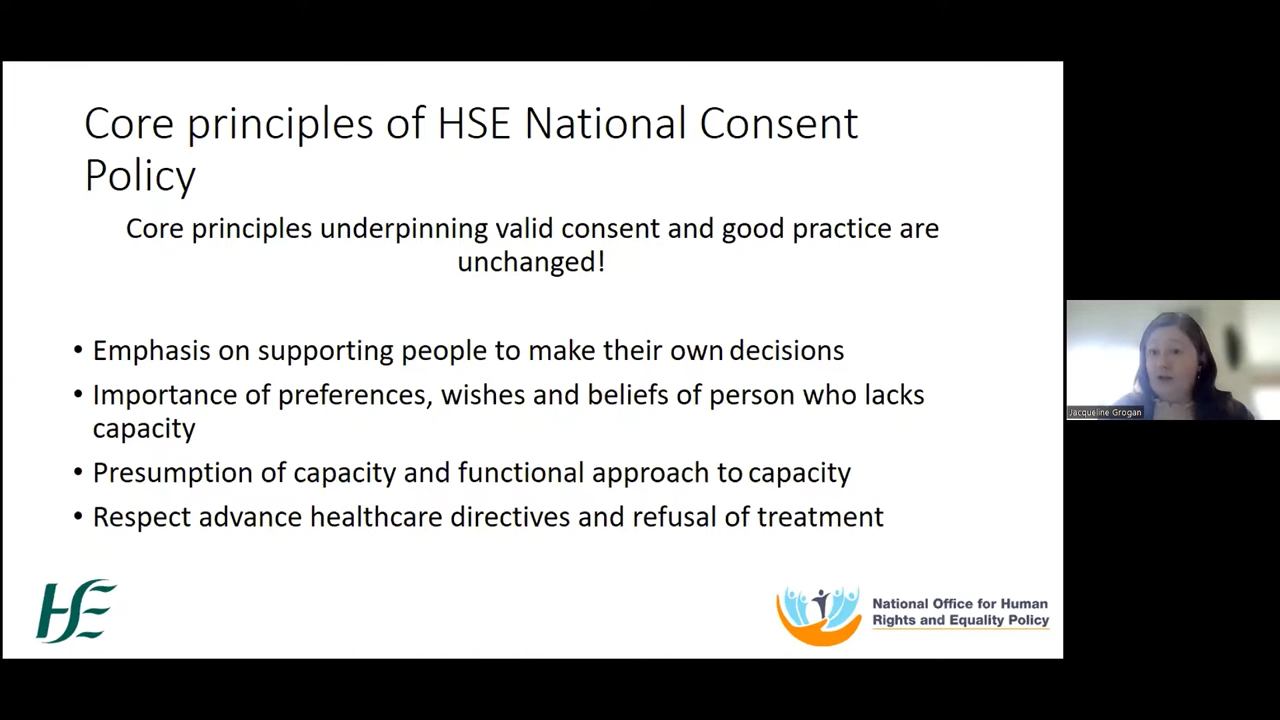 Core principles of HSE National Consent
Policy
Core principles underpinning valid consent and good practice are
unchanged!
• Emphasis on supporting people to make their own decisions
• Importance of preferences, wishes and beliefs of person who lacks
capacity
• Presumption of capacity and functional approach to capacity
• Respect advance healthcare directives and refusal of treatment
Jacqueline Grogan
HSE
National Office for Human
Rights and Equality Policy